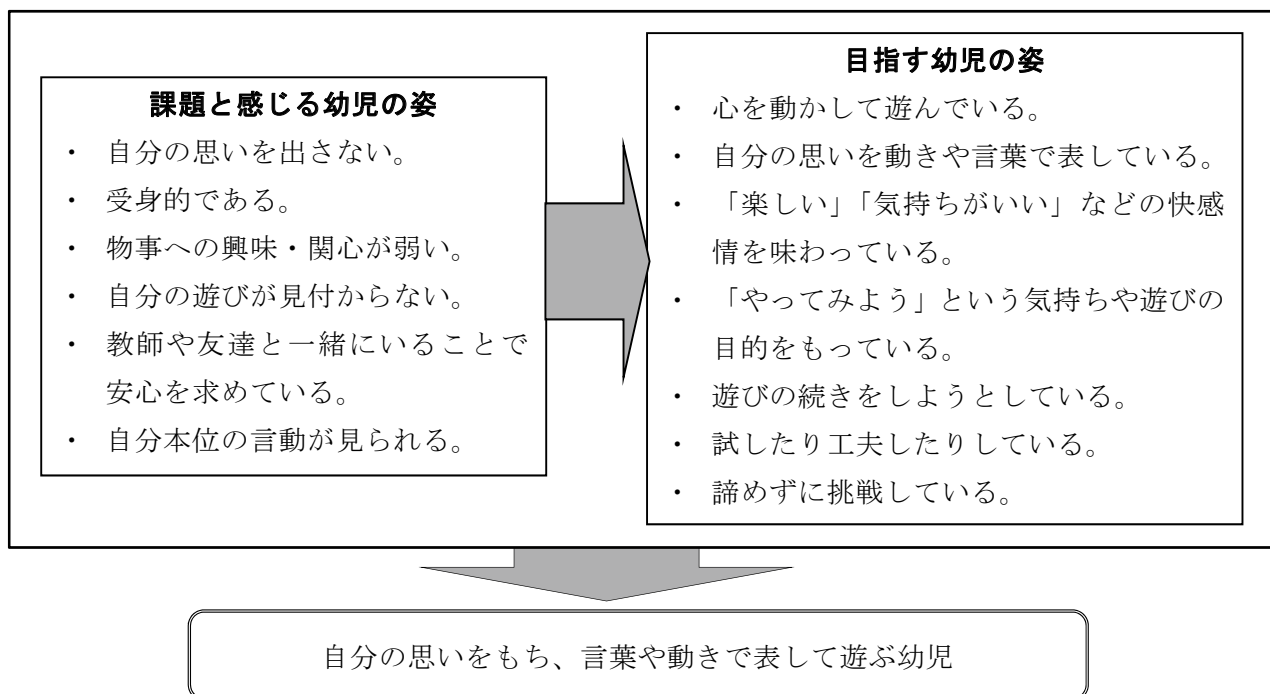 課題と感じる幼児の姿
・ 自分の思いを出さない。
・ 受身的である。
・ 物事への興味・関心が弱い。
・ 自分の遊びが見付からない。
・ 教師や友達と一緒にいることで
安心を求めている。
・ 自分本位の言動が見られる。
目指す幼児の姿
・ 心を動かして遊んでいる。
・ 自分の思いを動きや言葉で表している。
・ 「楽しい」「気持ちがいい」などの快感
情を味わっている。
・ 「やってみよう」という気持ちや遊びの
目的をもっている。
・ 遊びの続きをしようとしている。
・ 試したり工夫したりしている。
・ 諦めずに挑戦している。
自分の思いをもち、言葉や動きで表して遊ぶ幼児